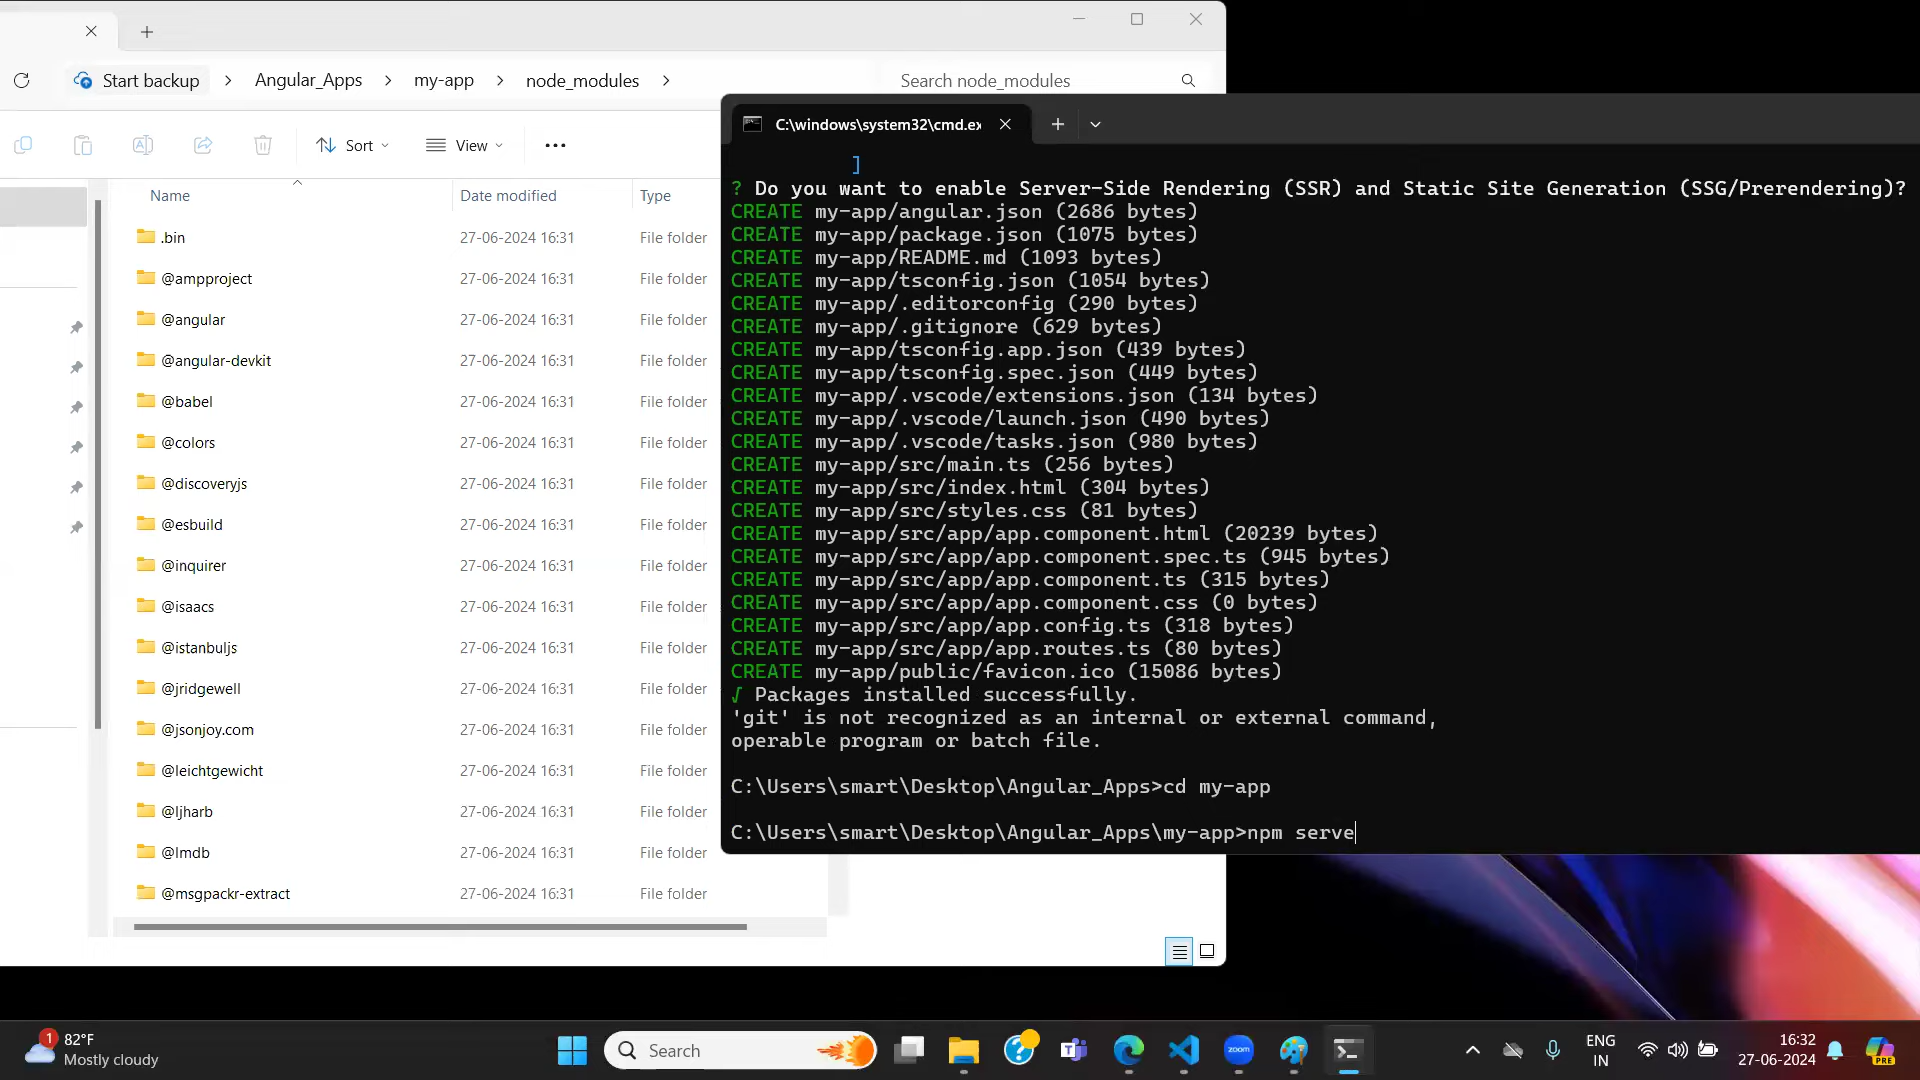 Start backup > Angular_Apps > my-app > node_modules >
Search node_modules
Sort
View
Name Date modified Type
.bin 27-06-2024 16:31 File folder
@ampproject 27-06-2024 16:31 File folder
@angular 27-06-2024 16:31 File folder
@angular-devkit 27-06-2024 16:31 File folder
@babel 27-06-2024 16:31 File folder
@colors 27-06-2024 16:31 File folder
@discoveryjs 27-06-2024 16:31 File folder
@esbuild 27-06-2024 16:31 File folder
@inquirer 27-06-2024 16:31 File folder
@isaacs 27-06-2024 16:31 File folder
@istanbuljs 27-06-2024 16:31 File folder
@jridgewell 27-06-2024 16:31 File folder
@jsonjoy.com 27-06-2024 16:31 File folder
@leichtgewicht 27-06-2024 16:31 File folder
@ljharb 27-06-2024 16:31 File folder
@lmdb 27-06-2024 16:31 File folder
@msgpackr-extract 27-06-2024 16:31 File folder
C:\windows\system32\cmd.ex
]
? Do you want to enable Server-Side Rendering (SSR) and Static Site Generation (SSG/Prerendering)?
CREATE my-app/angular.json (2686 bytes)
CREATE my-app/package.json (1075 bytes)
CREATE my-app/README.md (1093 bytes)
CREATE my-app/tsconfig.json (1054 bytes)
CREATE my-app/.editorconfig (290 bytes)
CREATE my-app/.gitignore (629 bytes)
CREATE my-app/tsconfig.app.json (439 bytes)
CREATE my-app/tsconfig.spec.json (449 bytes)
CREATE my-app/.vscode/extensions.json (134 bytes)
CREATE my-app/.vscode/launch.json (490 bytes)
CREATE my-app/.vscode/tasks.json (980 bytes)
CREATE my-app/src/main.ts (256 bytes)
CREATE my-app/src/index.html (304 bytes)
CREATE my-app/src/styles.css (81 bytes)
CREATE my-app/src/app/app.component.html (20239 bytes)
CREATE my-app/src/app/app.component.spec.ts (945 bytes)
CREATE my-app/src/app/app.component.ts (315 bytes)
CREATE my-app/src/app/app.component.css (0 bytes)
CREATE my-app/src/app/app.config.ts (318 bytes)
CREATE my-app/src/app/app.routes.ts (80 bytes)
CREATE my-app/public/favicon.ico (15086 bytes)
√ Packages installed successfully.
'git' is not recognized as an internal or external command,
operable program or batch file.
C:\Users\smart\Desktop\Angular_Apps>cd my-app
C:\Users\smart\Desktop\Angular_Apps\my-app>npm serve
1
82°F
Mostly cloudy
Search
zoom
ENG
IN
16:32
27-06-2024
PRE